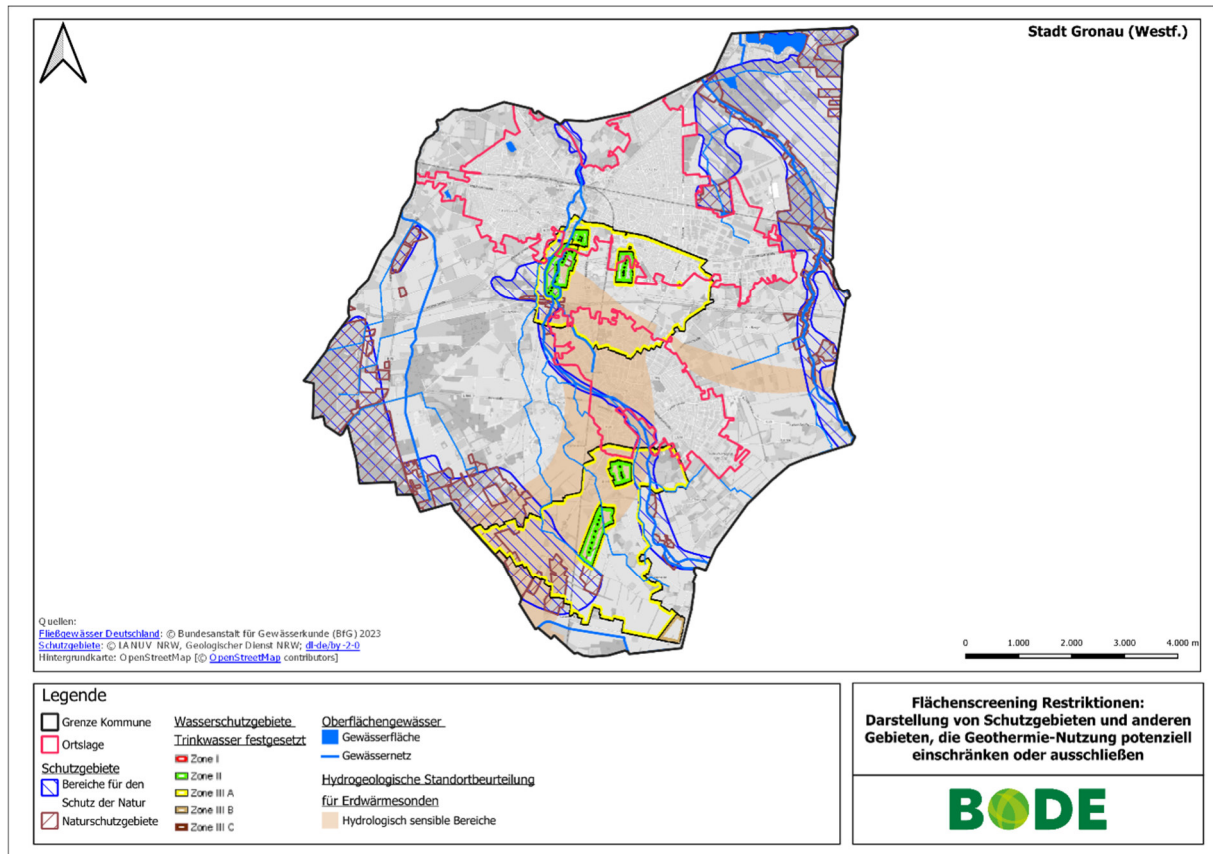 Stadt Gronau (Westf.)
Quellen:
Fließgewässer Deutschland: © Bundesanstalt für Gewässerkunde (BfG) 2023
Schutzgebiete: © LANUV NRW, Geologischer Dienst NRW; dl-de/by-2-0
Hintergrundkarte: OpenStreetMap [© OpenStreetMap contributors]
0 1.000 2.000 3.000 4.000 m
Legende
Grenze Kommune
Ortslage
Schutzgebiete
Bereiche für den
Schutz der Natur
Naturschutzgebiete
Wasserschutzgebiete
Trinkwasser festgesetzt
Zone I
Zone II
Zone III A
Zone III B
Zone III C
Oberflächengewässer
Gewässerfläche
Gewässernetz
Hydrogeologische Standortbeurteilung
für Erdwärmesonden
Hydrologisch sensible Bereiche
Flächenscreening Restriktionen:
Darstellung von Schutzgebieten und anderen
Gebieten, die Geothermie-Nutzung potenziell
einschränken oder ausschließen
BODE